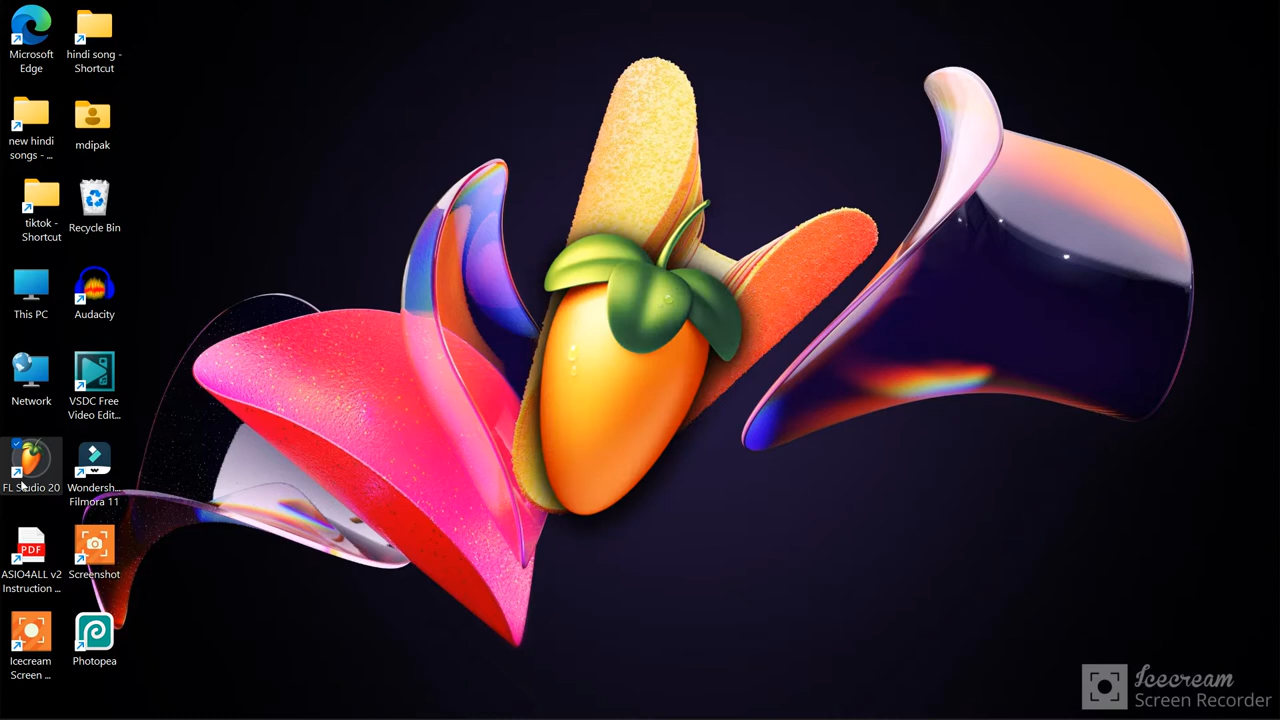 Microsoft
Edge
hindi song -
Shortcut
new hindi
songs - ...
mdipak
tiktok -
Shortcut
Recycle Bin
This PC
Audacity
Network
VSDC Free
Video Edit...
FL Studio 20
Wondersh...
Filmora 11
PDF
ASIO4ALL v2
Instruction ...
Screenshot
Icecream
Screen ...
Photopea
Icecream
Screen Recorder